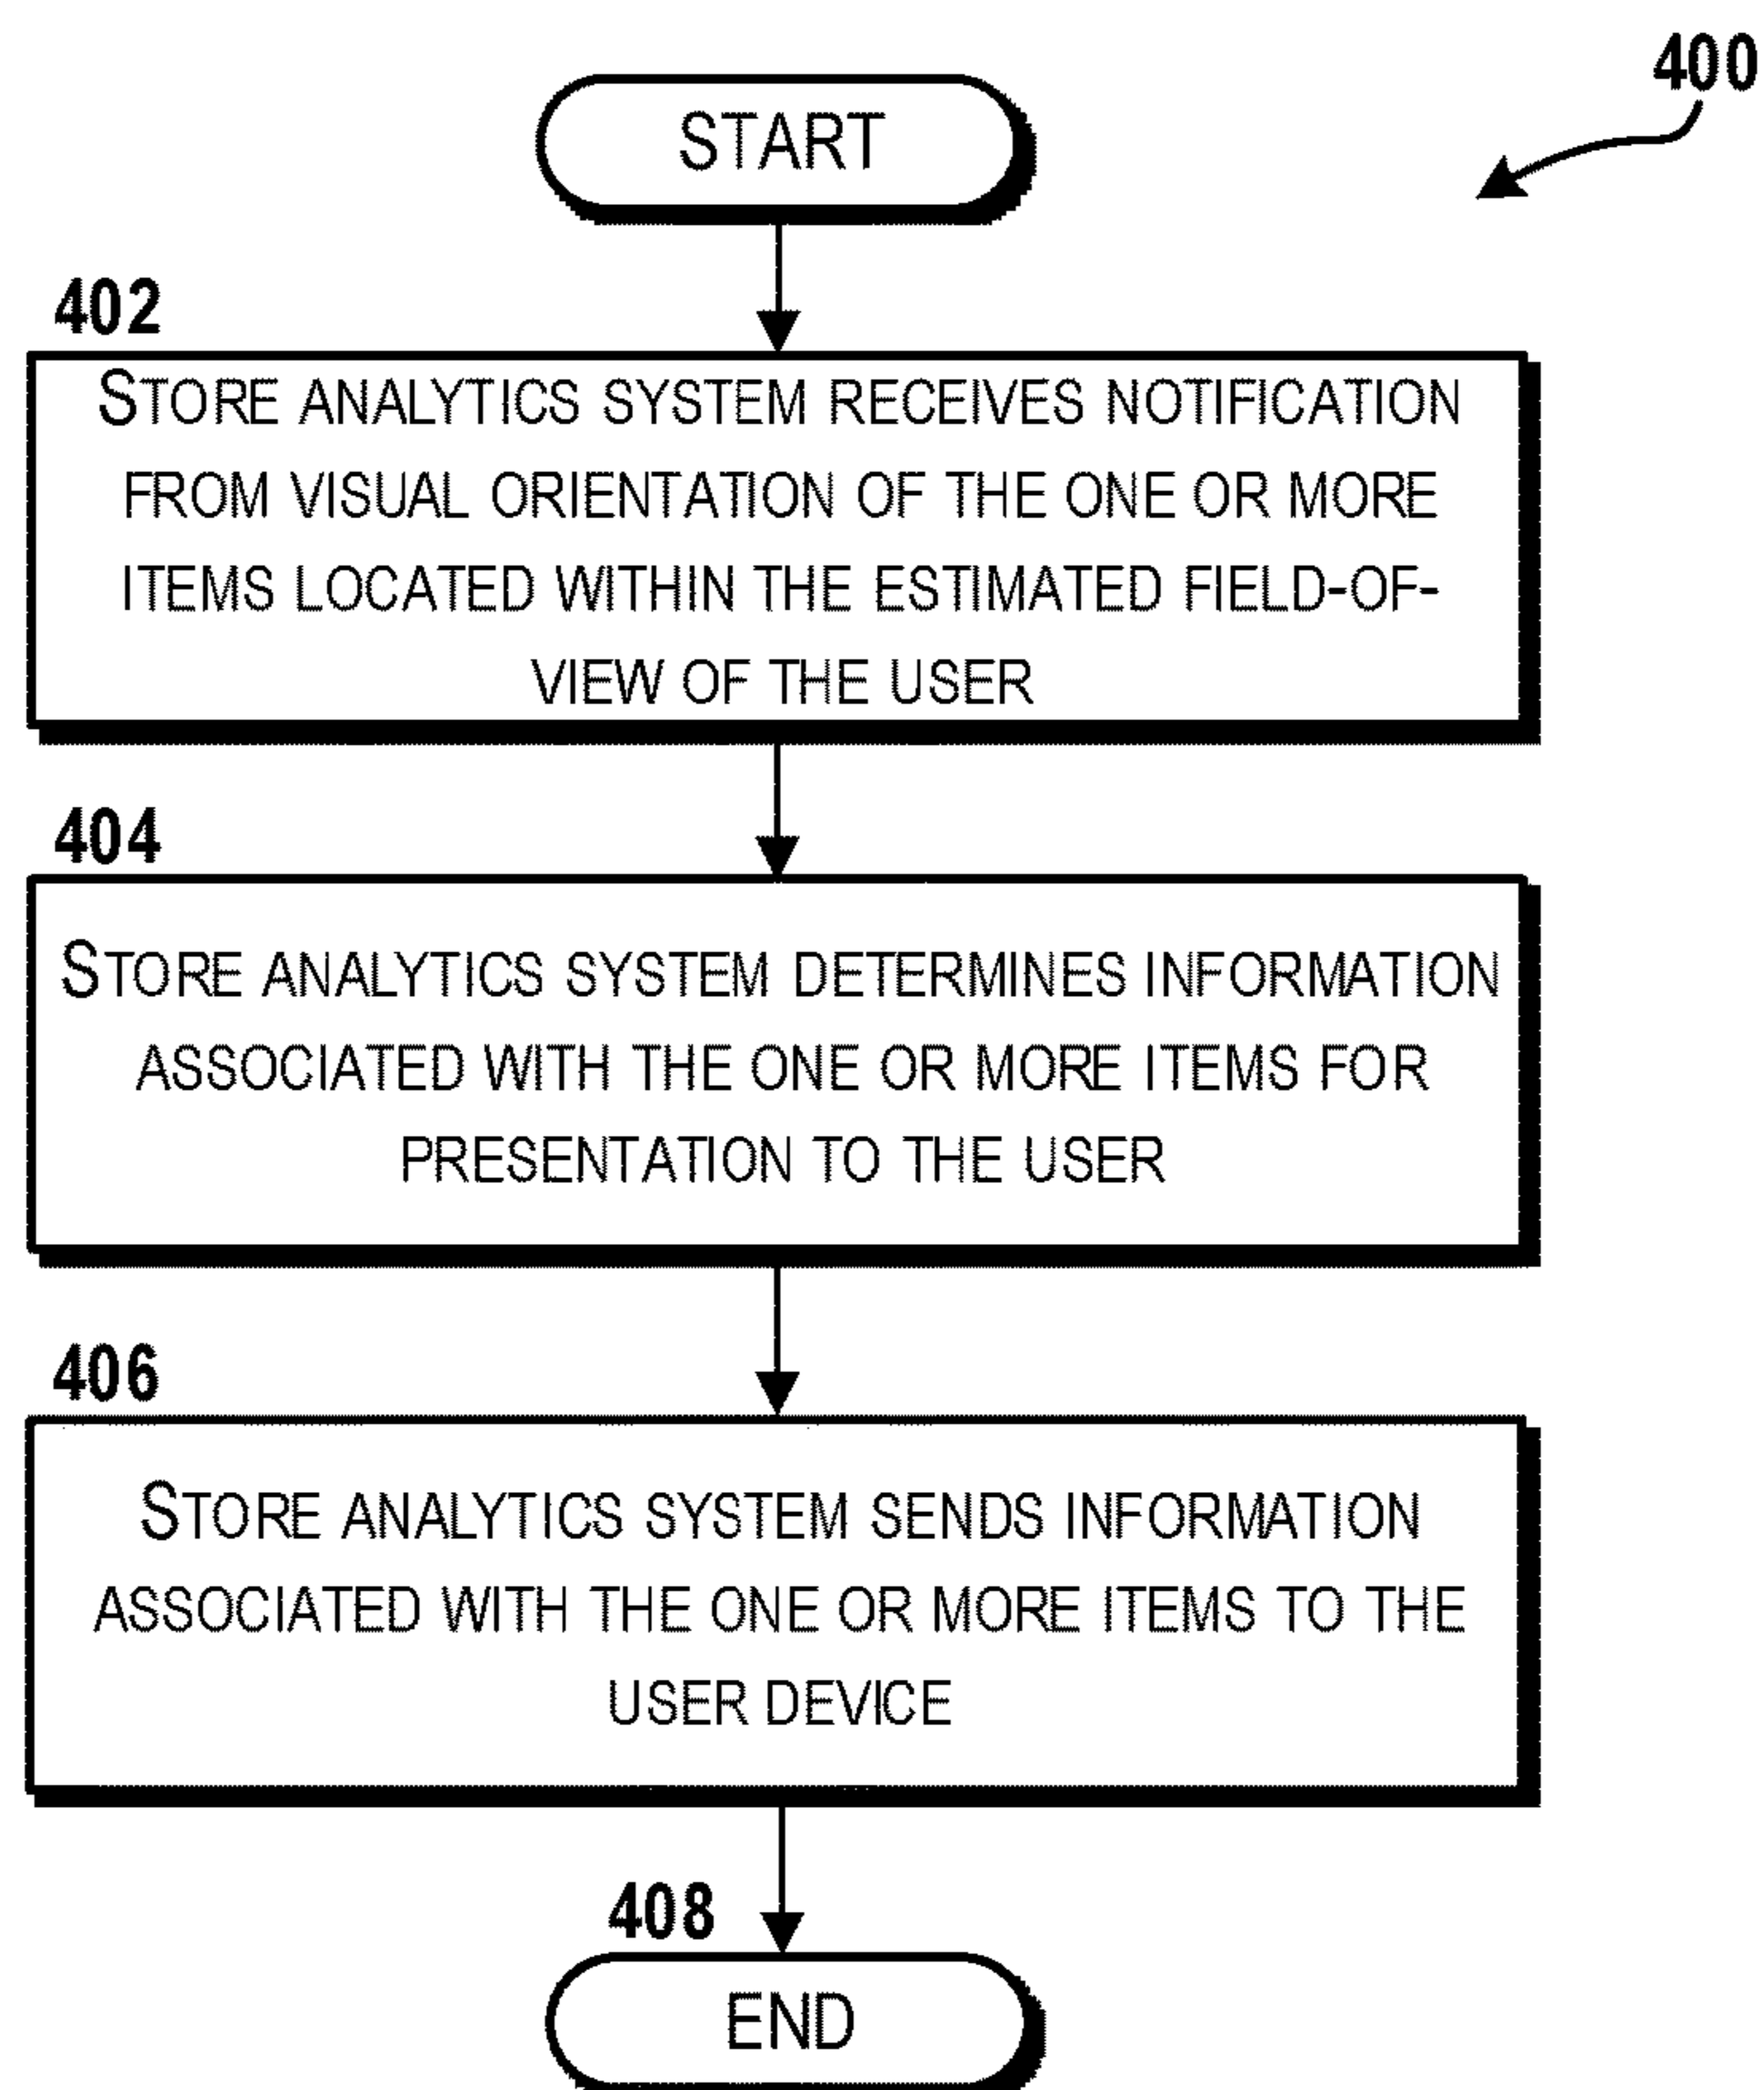 400
START
402
STORE ANALYTICS SYSTEM RECEIVES NOTIFICATION
FROM VISUAL ORIENTATION OF THE ONE OR MORE
ITEMS LOCATED WITHIN THE ESTIMATED FIELD-OF-
VIEW OF THE USER
404
STORE ANALYTICS SYSTEM DETERMINES INFORMATION
ASSOCIATED WITH THE ONE OR MORE ITEMS FOR
PRESENTATION TO THE USER
406
STORE ANALYTICS SYSTEM SENDS INFORMATION
ASSOCIATED WITH THE ONE OR MORE ITEMS TO THE
USER DEVICE
408
END